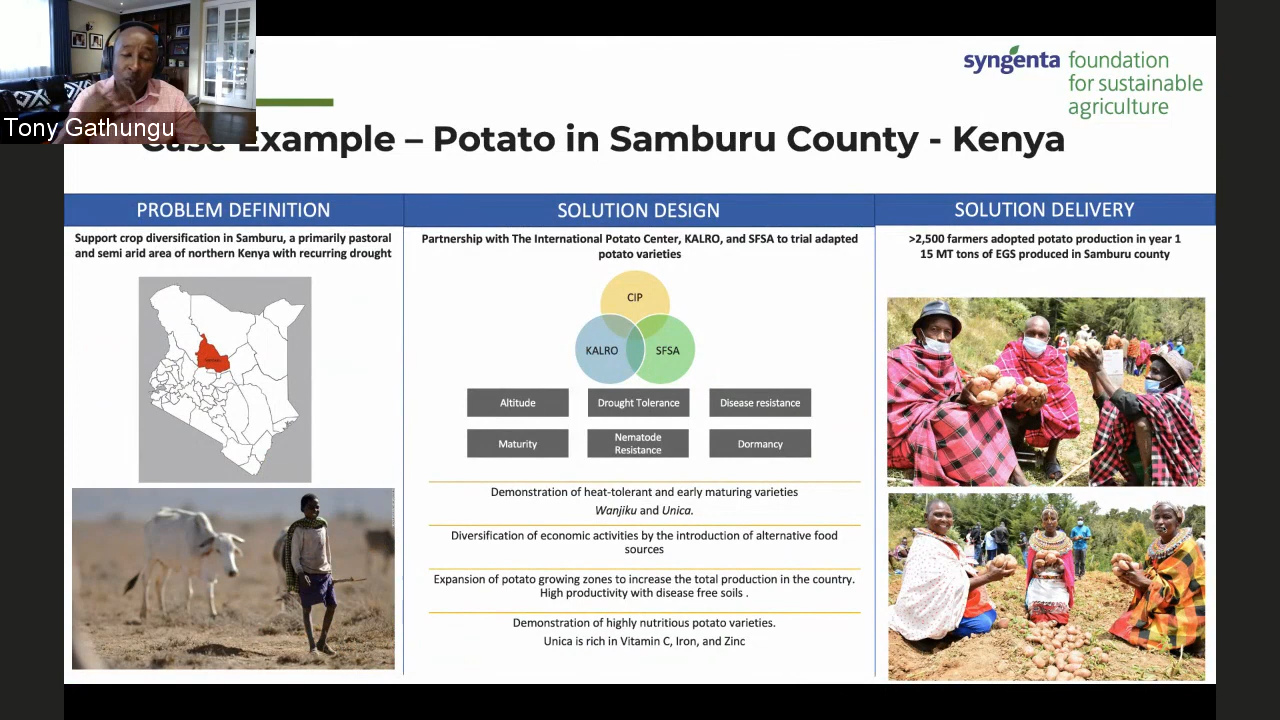 Tony Gathungu
syngenta
foundation
for sustainable
agriculture
Case Example – Potato in Samburu County - Kenya
PROBLEM DEFINITION
Support crop diversification in Samburu, a primarily pastoral
and semi arid area of northern Kenya with recurring drought
SOLUTION DESIGN
Partnership with The International Potato Center, KALRO, and SFSA to trial adapted
potato varieties
CIP
KALRO
SFSA
Altitude
Drought Tolerance
Disease resistance
Maturity
Nematode
Resistance
Dormancy
Demonstration of heat-tolerant and early maturing varieties
Wanjiku and Unica.
Diversification of economic activities by the introduction of alternative food
sources
Expansion of potato growing zones to increase the total production in the country.
High productivity with disease free soils .
Demonstration of highly nutritious potato varieties.
Unica is rich in Vitamin C, Iron, and Zinc
SOLUTION DELIVERY
>2,500 farmers adopted potato production in year 1
15 MT tons of EGS produced in Samburu county